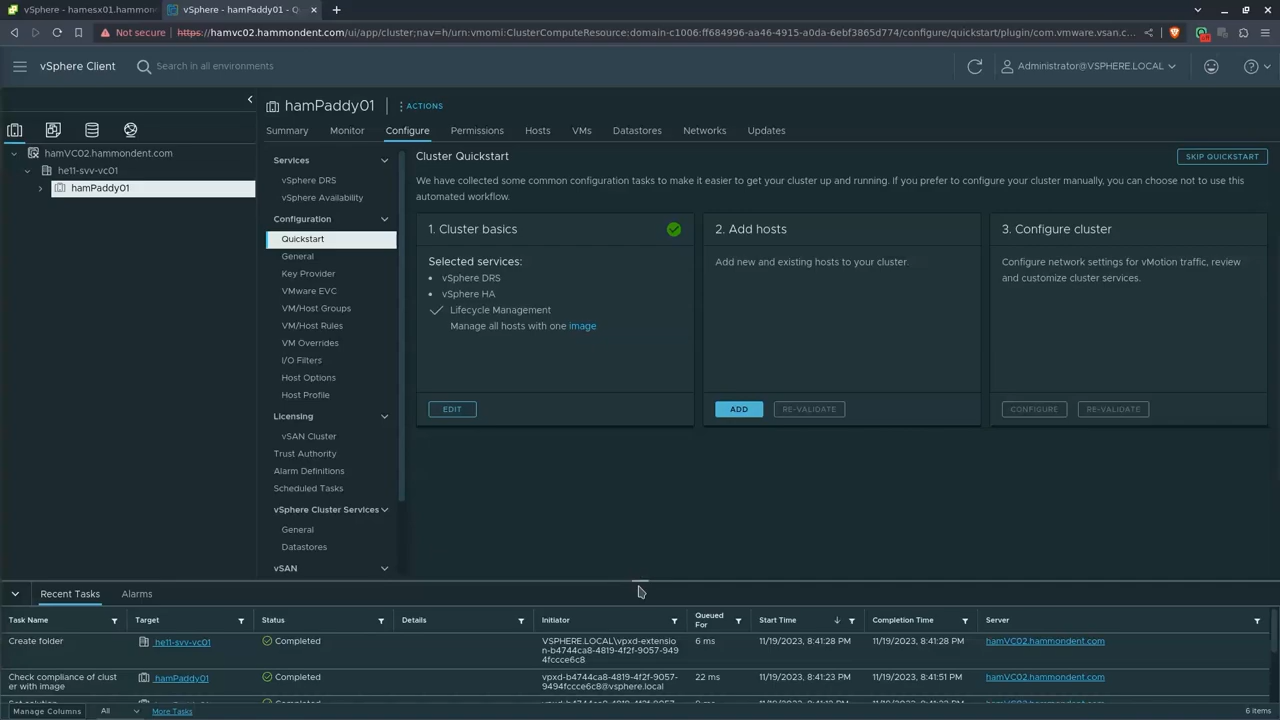 vSphere - hamesx01.hammond
vSphere - hamPaddy01 - Q
Not secure
https://hamvc02.hammondent.com/ui/app/cluster;nav=h/urn:vmomi:ClusterComputeResource:domain-c1006:ff684996-aa46-4915-a0da-6ebf3865d774/configure/quickstart/plugin/com.vmware.vsan.c...
vSphere Client
Search in all environments
Administrator@VSPHERE.LOCAL
hamPaddy01
ACTIONS
Summary Monitor Configure Permissions Hosts VMs Datastores Networks Updates
hamVC02.hammondent.com
he11-svv-vc01
hamPaddy01
Services
vSphere DRS
vSphere Availability
Configuration
Quickstart
General
Key Provider
VMware EVC
VM/Host Groups
VM/Host Rules
VM Overrides
I/O Filters
Host Options
Host Profile
Licensing
vSAN Cluster
Trust Authority
Alarm Definitions
Scheduled Tasks
vSphere Cluster Services
General
Datastores
vSAN
Cluster Quickstart
SKIP QUICKSTART
We have collected some common configuration tasks to make it easier to get your cluster up and running. If you prefer to configure your cluster manually, you can choose not to use this
automated workflow.
1. Cluster basics
Selected services:
• vSphere DRS
• vSphere HA
Lifecycle Management
Manage all hosts with one image
EDIT
2. Add hosts
Add new and existing hosts to your cluster.
ADD
RE-VALIDATE
3. Configure cluster
Configure network settings for vMotion traffic, review
and customize cluster services.
CONFIGURE
RE-VALIDATE
Recent Tasks
Alarms
Task Name Target Status Details Initiator Queued For Start Time Completion Time Server
Create folder
he11-svv-vc01
Completed
VSPHERE.LOCAL\vpxd-extensio
n-b4744ca8-4819-4f2f-9057-949
4fccce6c8
6 ms
11/19/2023, 8:41:28 PM
11/19/2023, 8:41:28 PM
hamVC02.hammondent.com
Check compliance of clust
er with image
hamPaddy01
Completed
vpxd-b4744ca8-4819-4f2f-9057-
9494fccce6c8@vsphere.local
22 ms
11/19/2023, 8:41:23 PM
11/19/2023, 8:41:51 PM
hamVC02.hammondent.com
Manage Columns
All
More Tasks
6 items